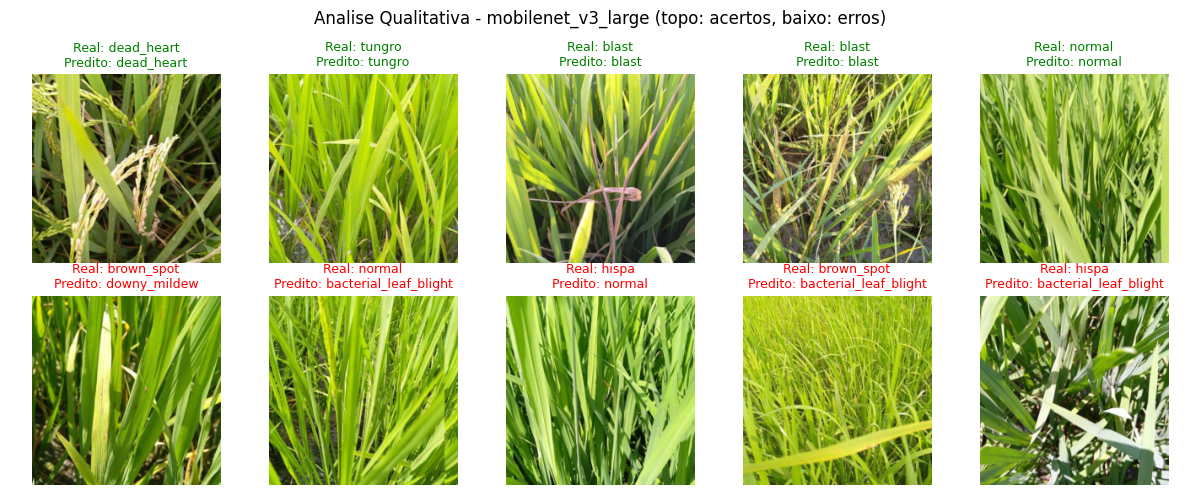 Analise Qualitativa - mobilenet_v3_large (topo: acertos, baixo: erros)
Real: dead_heart
Predito: dead_heart
Real: tungro
Predito: tungro
Real: blast
Predito: blast
Real: blast
Predito: blast
Real: normal
Predito: normal
Real: brown_spot
Predito: downy_mildew
Real: normal
Predito: bacterial_leaf_blight
Real: hispa
Predito: normal
Real: brown_spot
Predito: bacterial_leaf_blight
Real: hispa
Predito: bacterial_leaf_blight